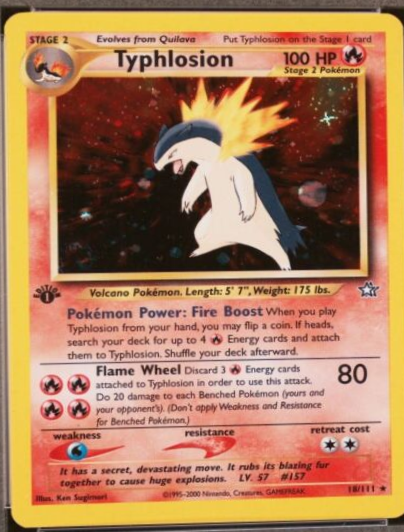 STAGE 2 Evolves from Quilava Put Typhlosion on the Stage 1 card
Typhlosion 100 HP
Stage 2 Pokémon
EDITION
1
Volcano Pokémon. Length: 5' 7", Weight: 175 lbs.
Pokémon Power: Fire Boost When you play
Typhlosion from your hand, you may flip a coin. If heads,
search your deck for up to 4 Energy cards and attach
them to Typhlosion. Shuffle your deck afterward.
Flame Wheel Discard 3 Energy cards
attached to Typhlosion in order to use this attack.
Do 20 damage to each Benched Pokémon (yours and
your opponent's). (Don't apply Weakness and Resistance
for Benched Pokémon.)
80
weakness resistance retreat cost
It has a secret, devastating move. It rubs its blazing fur
together to cause huge explosions. LV. 57 #157
Illus. Ken Sugimori ©1995-2000 Nintendo, Creatures, GAMEFREAK 18/111